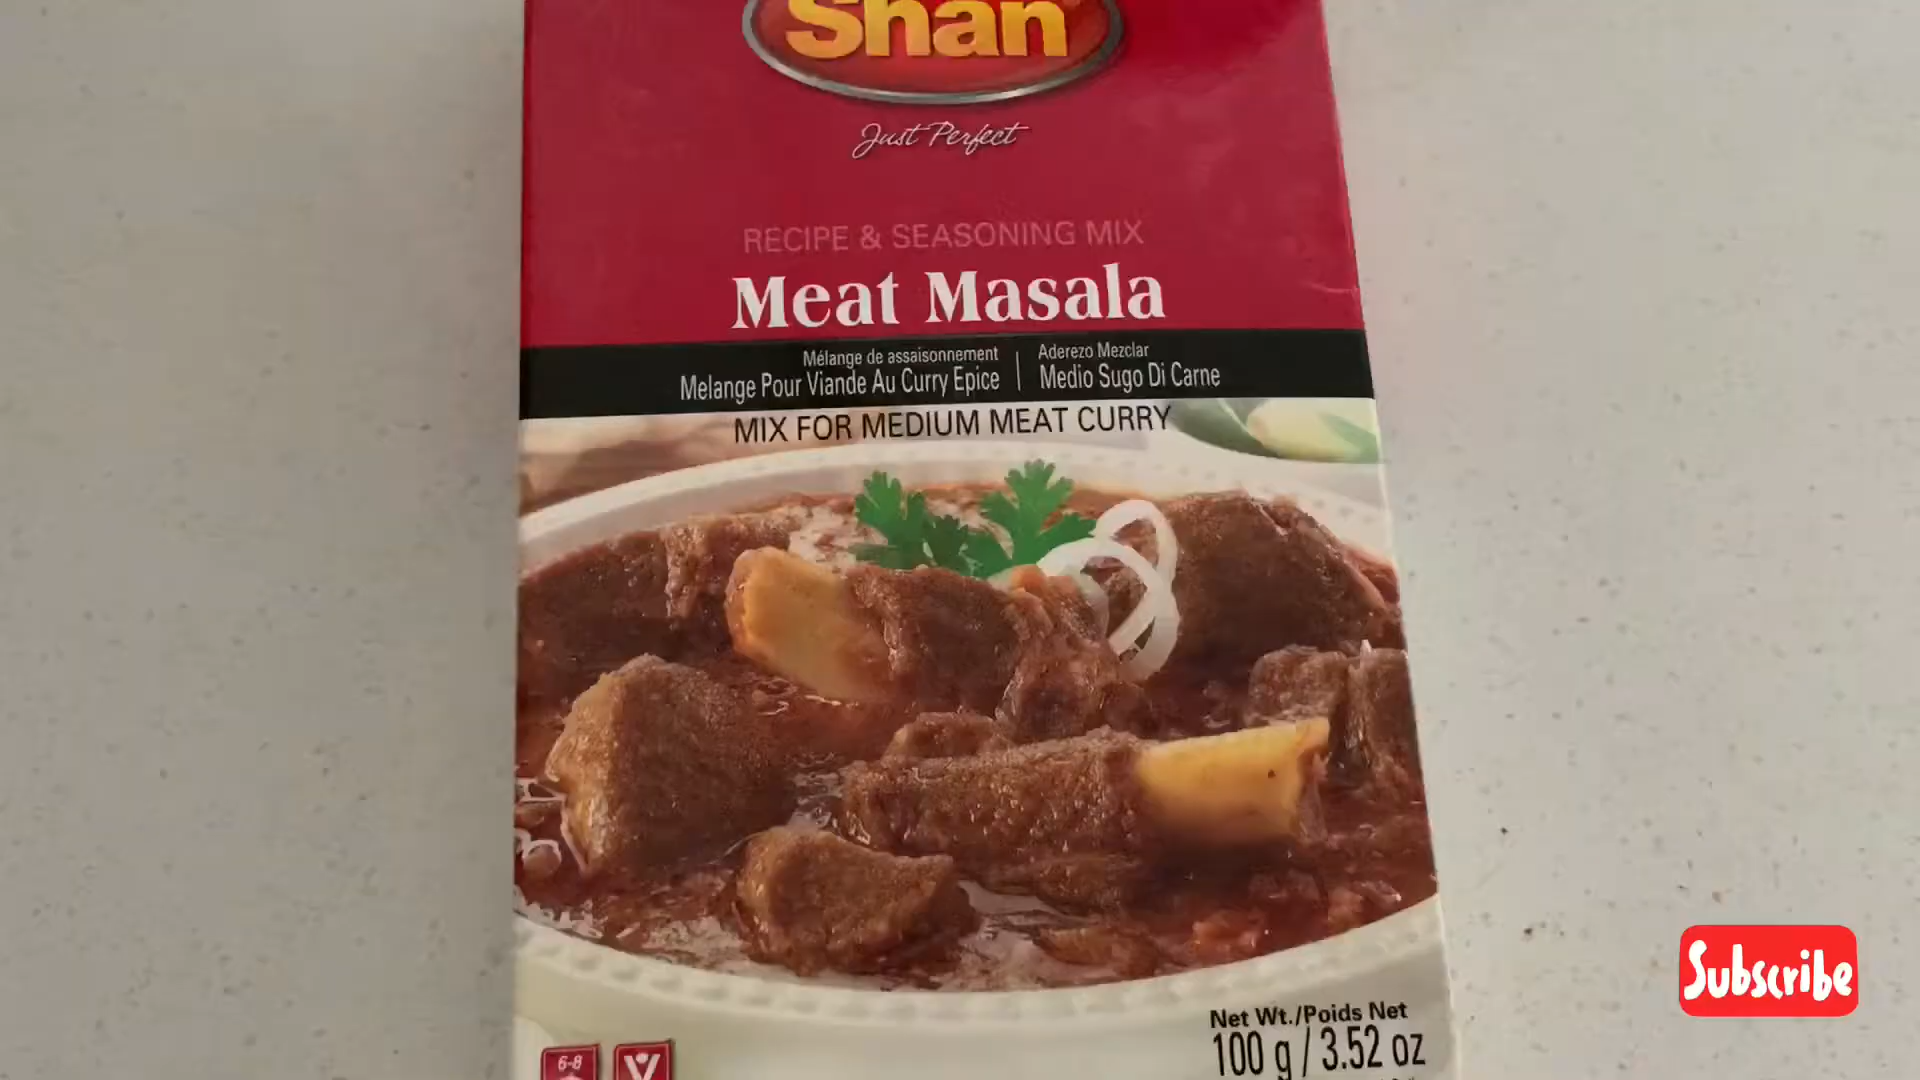 Shan
Just Perfect
RECIPE & SEASONING MIX
Meat Masala
Mélange de assaisonnement
Melange Pour Viande Au Curry Epice
Aderezo Mezclar
Medio Sugo Di Carne
MIX FOR MEDIUM MEAT CURRY
Net Wt./Poids Net
100 g / 3.52 oz
6-8
Subscribe